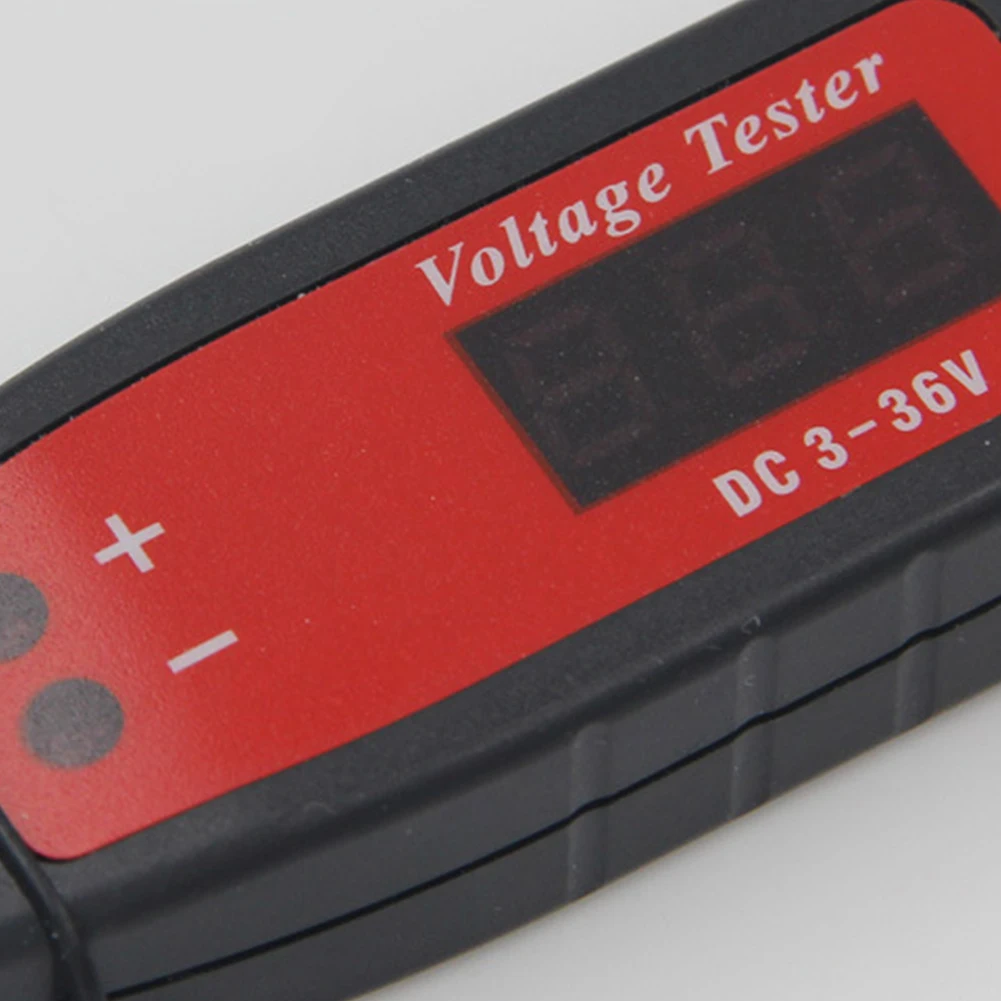 Voltage Tester
DC 3-36V
+
−